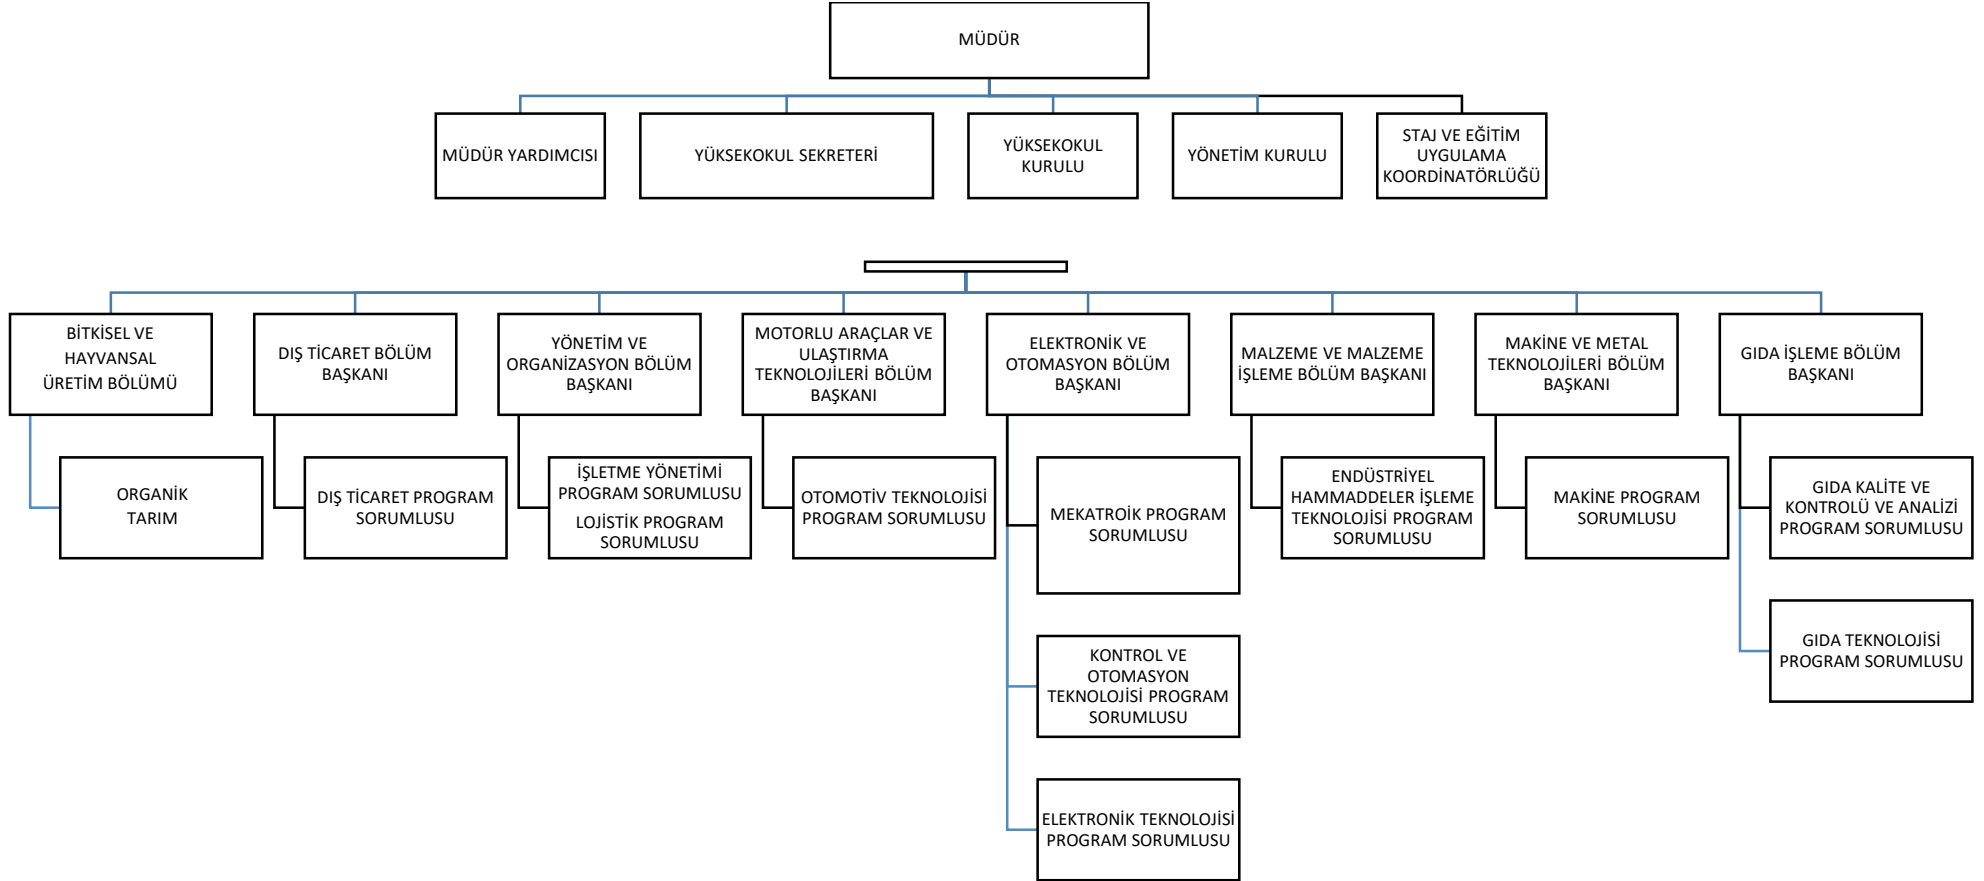 MÜDÜR
MÜDÜR YARDIMCISI
YÜKSEKOKUL SEKRETERİ
YÜKSEKOKUL
KURULU
YÖNETİM KURULU
STAJ VE EĞİTİM
UYGULAMA
KOORDİNATÖRLÜĞÜ
BİTKİSEL VE
HAYVANSAL
ÜRETİM BÖLÜMÜ
DIŞ TİCARET BÖLÜM
BAŞKANI
YÖNETİM VE
ORGANİZASYON BÖLÜM
BAŞKANI
MOTORLU ARAÇLAR VE
ULAŞTIRMA
TEKNOLOJİLERİ BÖLÜM
BAŞKANI
ELEKTRONİK VE
OTOMASYON BÖLÜM
BAŞKANI
MALZEME VE MALZEME
İŞLEME BÖLÜM BAŞKANI
MAKİNE VE METAL
TEKNOLOJİLERİ BÖLÜM
BAŞKANI
GIDA İŞLEME BÖLÜM
BAŞKANI
ORGANİK
TARIM
DIŞ TİCARET PROGRAM
SORUMLUSU
İŞLETME YÖNETİMİ
PROGRAM SORUMLUSU
LOJİSTİK PROGRAM
SORUMLUSU
OTOMOTİV TEKNOLOJİSİ
PROGRAM SORUMLUSU
MEKATROİK PROGRAM
SORUMLUSU
ENDÜSTRİYEL
HAMMADDELER İŞLEME
TEKNOLOJİSİ PROGRAM
SORUMLUSU
MAKİNE PROGRAM
SORUMLUSU
GIDA KALİTE VE
KONTROLÜ VE ANALİZİ
PROGRAM SORUMLUSU
KONTROL VE
OTOMASYON
TEKNOLOJİSİ PROGRAM
SORUMLUSU
GIDA TEKNOLOJİSİ
PROGRAM SORUMLUSU
ELEKTRONİK TEKNOLOJİSİ
PROGRAM SORUMLUSU